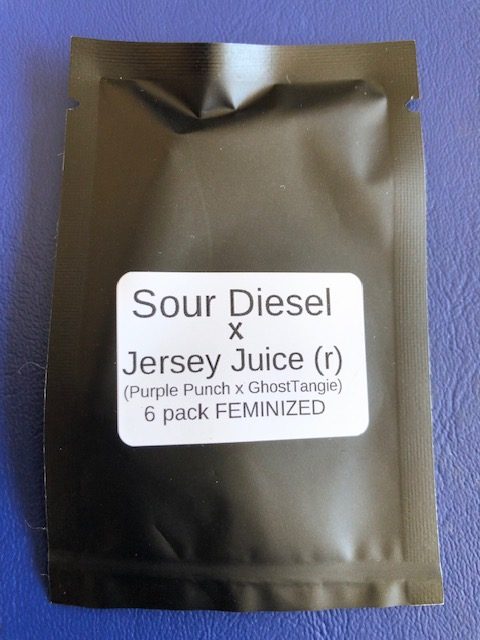 Sour Diesel
x
Jersey Juice (r)
(Purple Punch x GhostTangie)
6 pack FEMINIZED